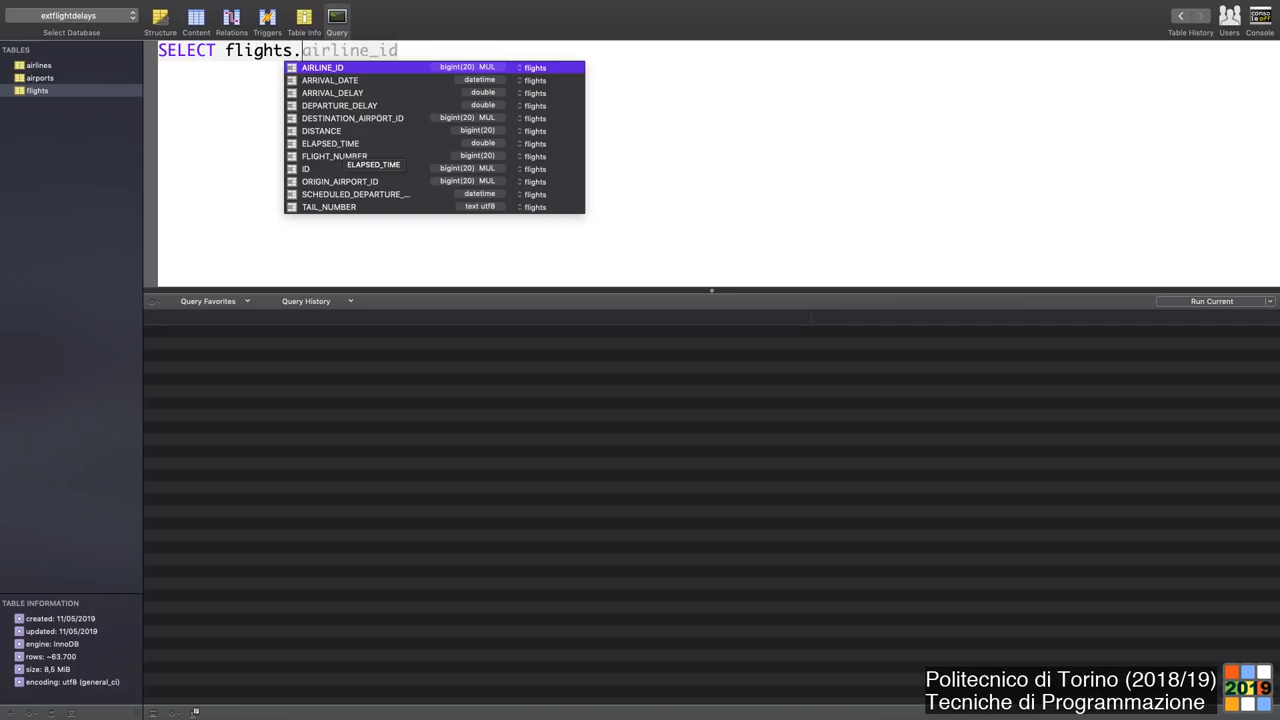 extflightdelays
Select Database
Structure
Content
Relations
Triggers
Table Info
Query
Table History
Users
console off
Console
TABLES
airlines
airports
flights
SELECT flights.airline_id
AIRLINE_ID bigint(20) MUL flights
ARRIVAL_DATE datetime flights
ARRIVAL_DELAY double flights
DEPARTURE_DELAY double flights
DESTINATION_AIRPORT_ID bigint(20) MUL flights
DISTANCE bigint(20) flights
ELAPSED_TIME double flights
FLIGHT_NUMBER bigint(20) flights
ELAPSED_TIME
ID bigint(20) MUL flights
ORIGIN_AIRPORT_ID bigint(20) MUL flights
SCHEDULED_DEPARTURE_... datetime flights
TAIL_NUMBER text utf8 flights
Query Favorites
Query History
Run Current
TABLE INFORMATION
created: 11/05/2019
updated: 11/05/2019
engine: InnoDB
rows: ~63.700
size: 8,5 MiB
encoding: utf8 (general_ci)
Politecnico di Torino (2018/19)
Tecniche di Programmazione
2019